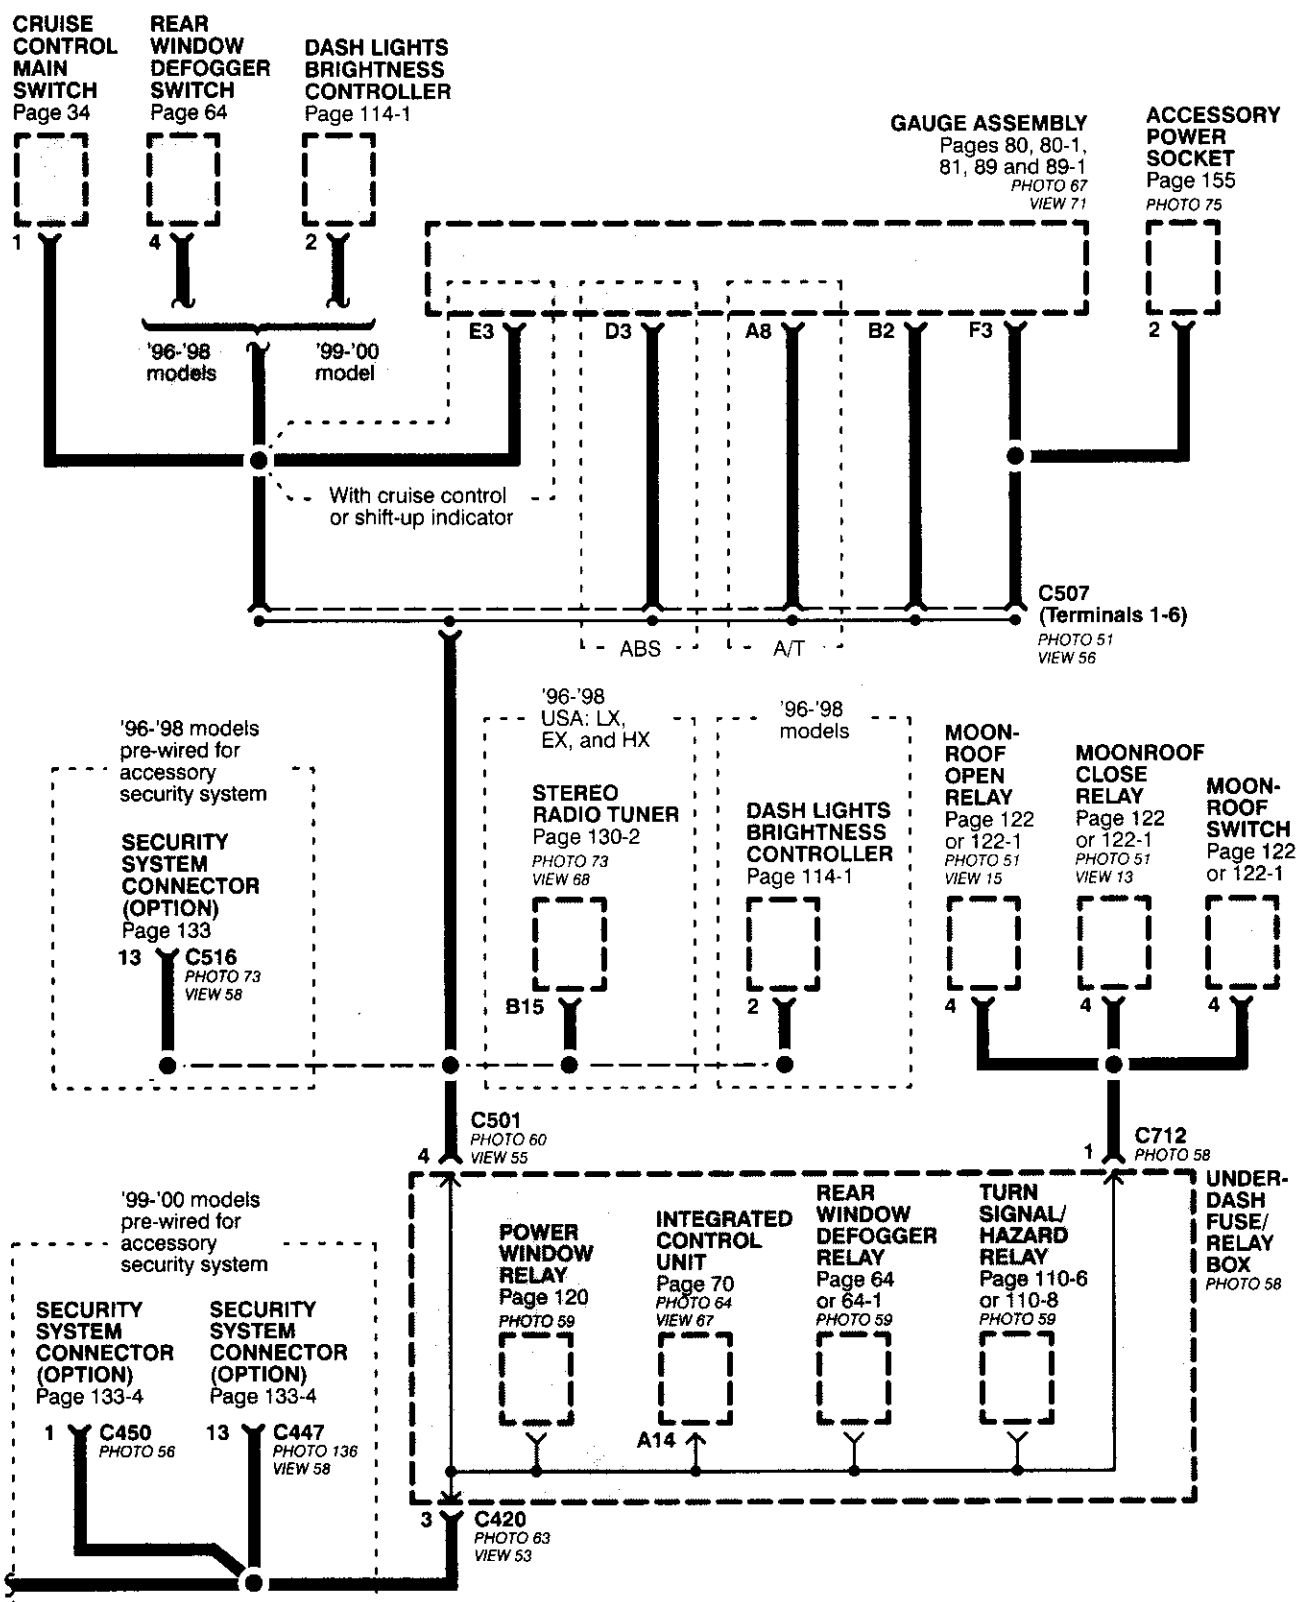 CRUISE
CONTROL
MAIN
SWITCH
Page 34
1
REAR
WINDOW
DEFOGGER
SWITCH
Page 64
4
DASH LIGHTS
BRIGHTNESS
CONTROLLER
Page 114-1
2
GAUGE ASSEMBLY
Pages 80, 80-1,
81, 89 and 89-1
PHOTO 67
VIEW 71
ACCESSORY
POWER
SOCKET
Page 155
PHOTO 75
E3
D3
A8
B2
F3
2
'96-'98
models
'99-'00
model
With cruise control
or shift-up indicator
C507
(Terminals 1-6)
PHOTO 51
VIEW 56
ABS
A/T
'96-'98 models
pre-wired for
accessory
security system
SECURITY
SYSTEM
CONNECTOR
(OPTION)
Page 133
13
C516
PHOTO 73
VIEW 58
'96-'98
USA: LX,
EX, and HX
STEREO
RADIO TUNER
Page 130-2
PHOTO 73
VIEW 68
B15
'96-'98
models
DASH LIGHTS
BRIGHTNESS
CONTROLLER
Page 114-1
2
MOON-
ROOF
OPEN
RELAY
Page 122
or 122-1
PHOTO 51
VIEW 15
4
MOONROOF
CLOSE
RELAY
Page 122
or 122-1
PHOTO 51
VIEW 13
4
MOON-
ROOF
SWITCH
Page 122
or 122-1
4
C501
PHOTO 60
VIEW 55
4
1
C712
PHOTO 58
UNDER-
DASH
FUSE/
RELAY
BOX
PHOTO 58
POWER
WINDOW
RELAY
Page 120
PHOTO 59
INTEGRATED
CONTROL
UNIT
Page 70
PHOTO 64
VIEW 67
A14
REAR
WINDOW
DEFOGGER
RELAY
Page 64
or 64-1
PHOTO 59
TURN
SIGNAL/
HAZARD
RELAY
Page 110-6
or 110-8
PHOTO 59
'99-'00 models
pre-wired for
accessory
security system
SECURITY
SYSTEM
CONNECTOR
(OPTION)
Page 133-4
1
C450
PHOTO 56
SECURITY
SYSTEM
CONNECTOR
(OPTION)
Page 133-4
13
C447
PHOTO 136
VIEW 58
3
C420
PHOTO 63
VIEW 53